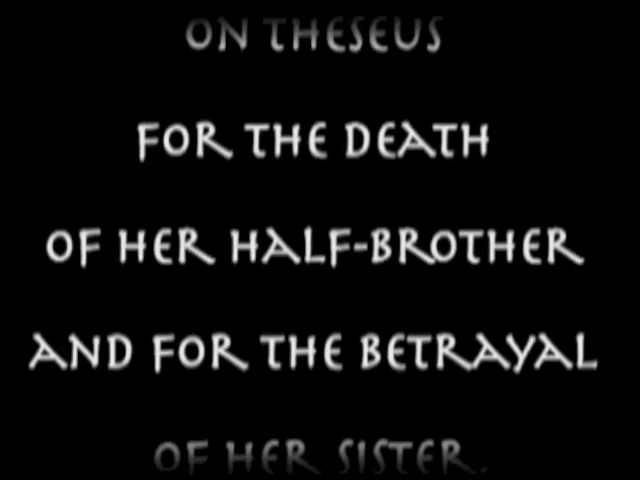 ON THESEUS
FOR THE DEATH
OF HER HALF-BROTHER
AND FOR THE BETRAYAL
OF HER SISTER.